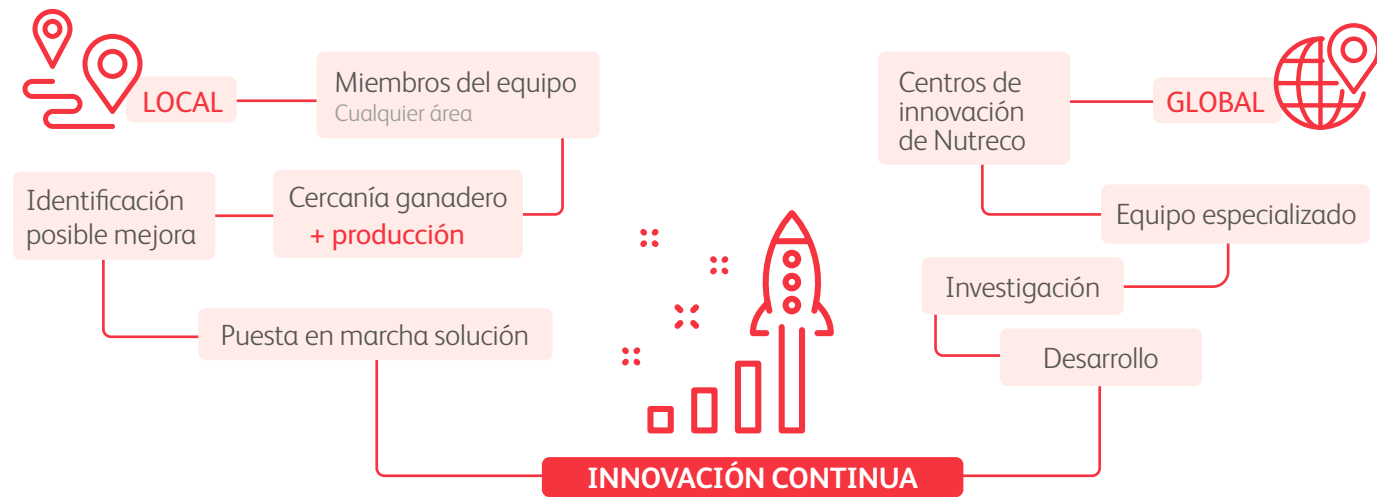 LOCAL
Miembros del equipo
Cualquier área
Cercanía ganadero
+ producción
Identificación
posible mejora
Puesta en marcha solución
GLOBAL
Centros de
innovación
de Nutreco
Equipo especializado
Investigación
Desarrollo
INNOVACIÓN CONTINUA